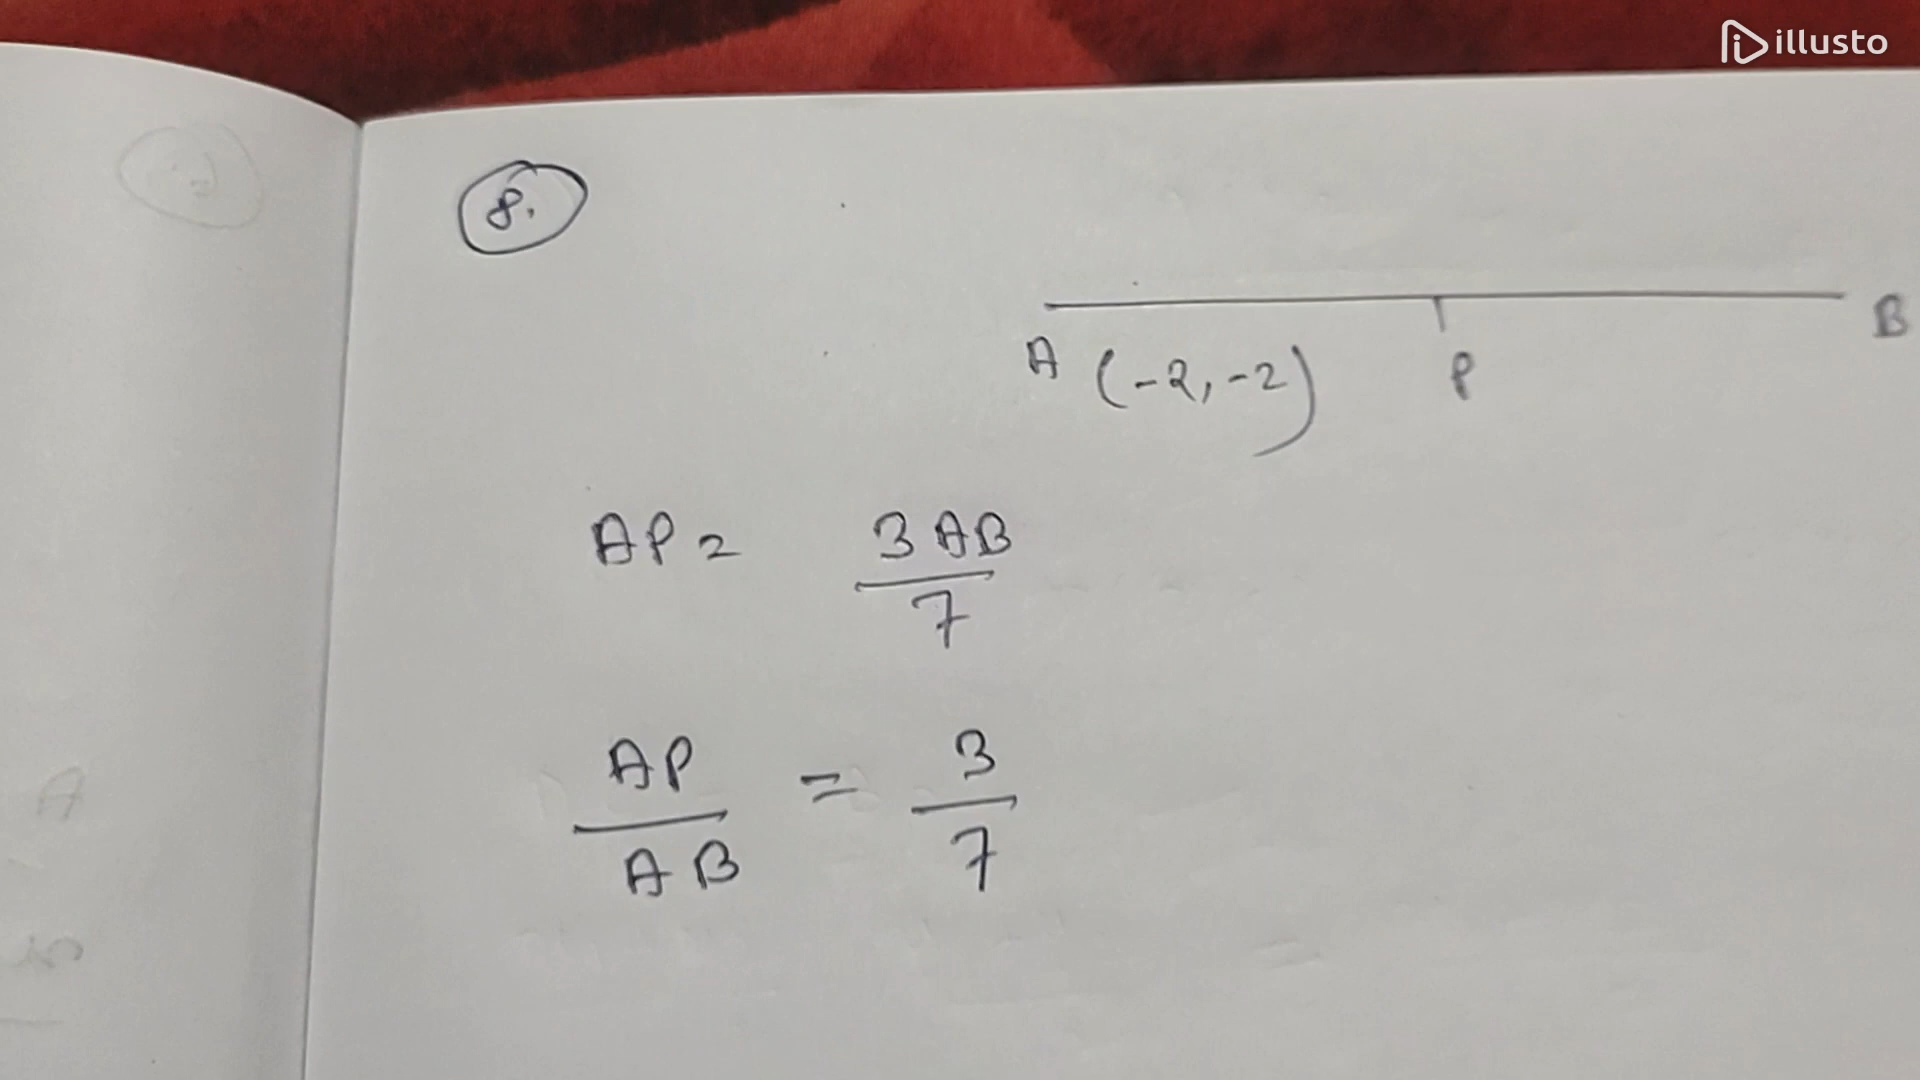 illusto
8.
A B
(-2, -2) P
AP = 3AB/7
AP/AB = 3/7